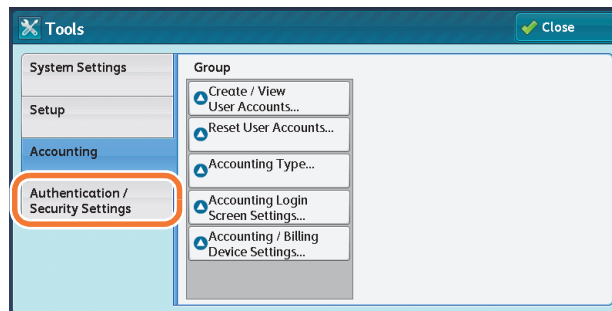 Tools
Close
System Settings
Setup
Accounting
Authentication /
Security Settings
Group
Create / View
User Accounts...
Reset User Accounts...
Accounting Type...
Accounting Login
Screen Settings...
Accounting / Billing
Device Settings...